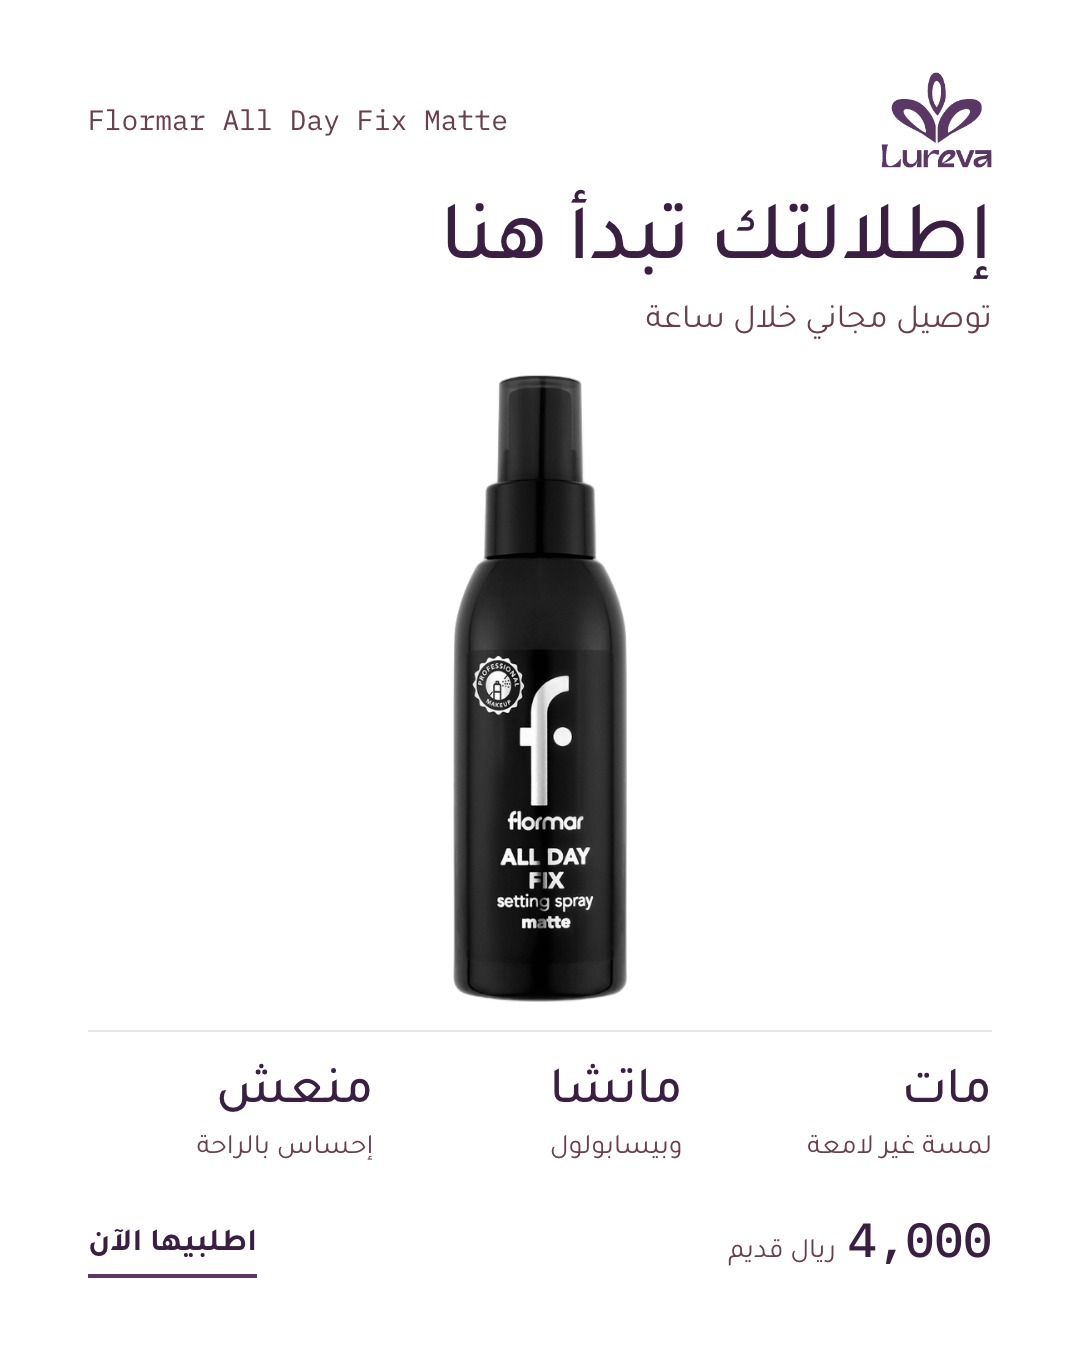 Flormar All Day Fix Matte
Lureva
إطلالتك تبدأ هنا
توصيل مجاني خلال ساعة
PROFESSIONAL
MAKEUP
flormar
ALL DAY
FIX
setting spray
matte
مات
لمسة غير لامعة
ماتشا
وبيسابولول
منعش
إحساس بالراحة
4,000 ريال قديم
اطلبيها الآن